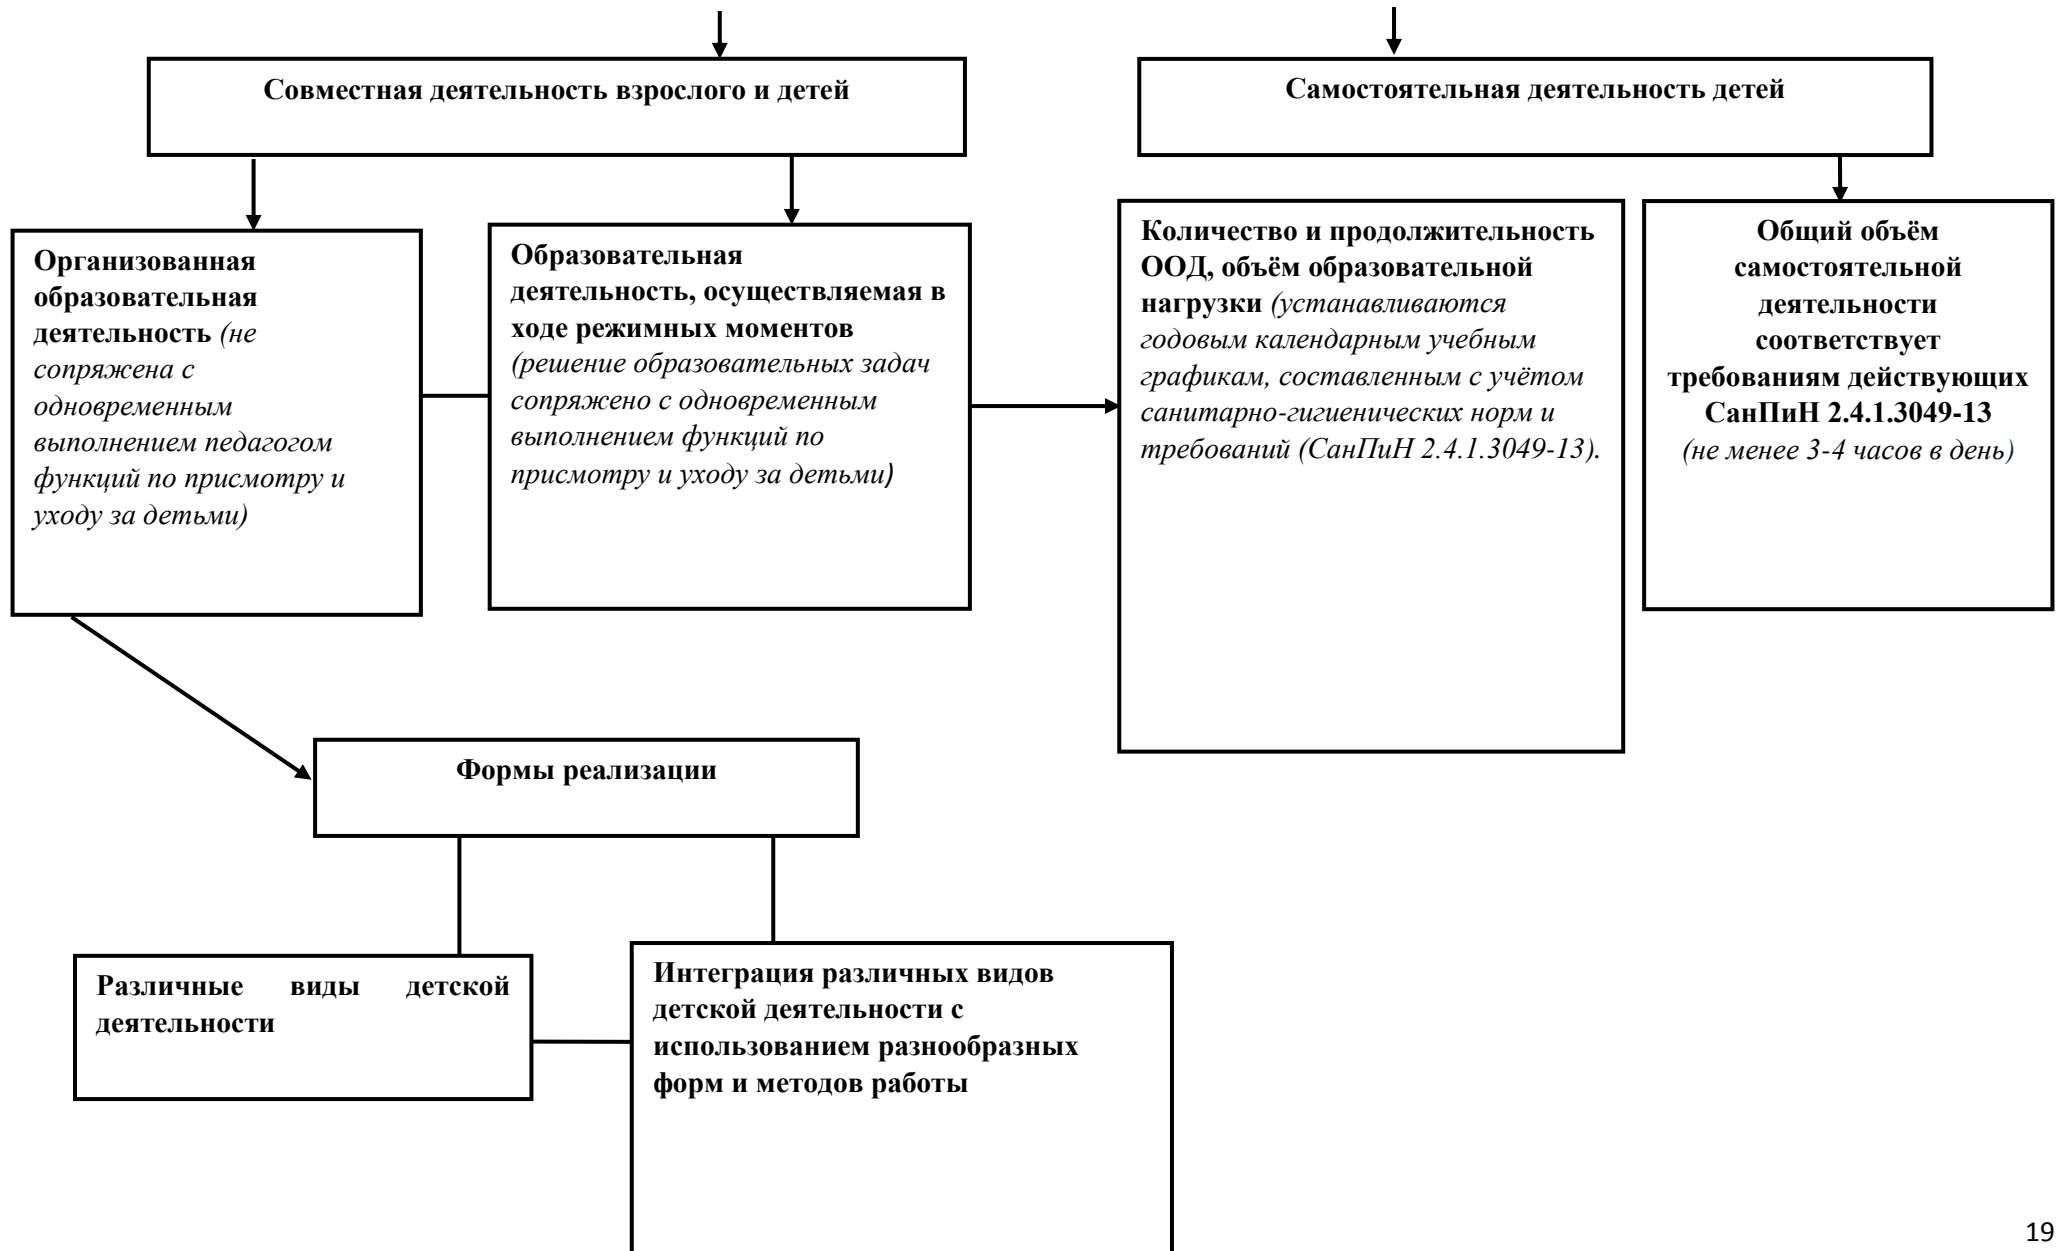 Совместная деятельность взрослого и детей
Самостоятельная деятельность детей
Организованная
образовательная
деятельность (не
сопряжена с
одновременным
выполнением педагогом
функций по присмотру и
уходу за детьми)
Образовательная
деятельность, осуществляемая в
ходе режимных моментов
(решение образовательных задач
сопряжено с одновременным
выполнением функций по
присмотру и уходу за детьми)
Количество и продолжительность
ООД, объём образовательной
нагрузки (устанавливаются
годовым календарным учебным
графикам, составленным с учётом
санитарно-гигиенических норм и
требований (СанПиН 2.4.1.3049-13).
Общий объём
самостоятельной
деятельности
соответствует
требованиям действующих
СанПиН 2.4.1.3049-13
(не менее 3-4 часов в день)
Формы реализации
Различные виды детской
деятельности
Интеграция различных видов
детской деятельности с
использованием разнообразных
форм и методов работы
19